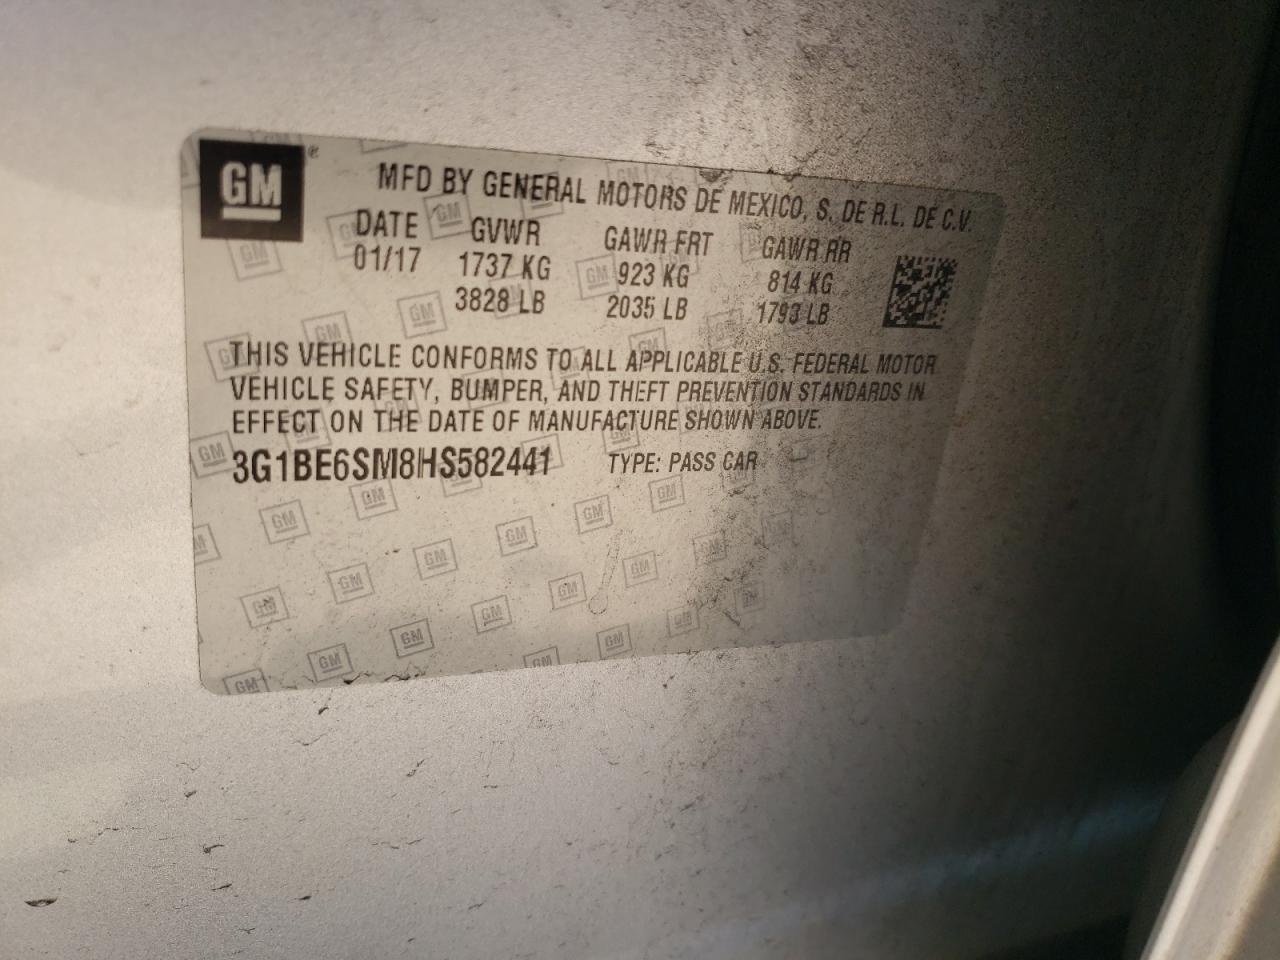 GM®
MFD BY GENERAL MOTORS DE MEXICO, S. DE R.L. DE C.V.
DATE GVWR GAWR FRT GAWR RR
01/17 1737 KG 923 KG 814 KG
3828 LB 2035 LB 1793 LB
THIS VEHICLE CONFORMS TO ALL APPLICABLE U.S. FEDERAL MOTOR
VEHICLE SAFETY, BUMPER, AND THEFT PREVENTION STANDARDS IN
EFFECT ON THE DATE OF MANUFACTURE SHOWN ABOVE.
3G1BE6SM8HS582441 TYPE: PASS CAR